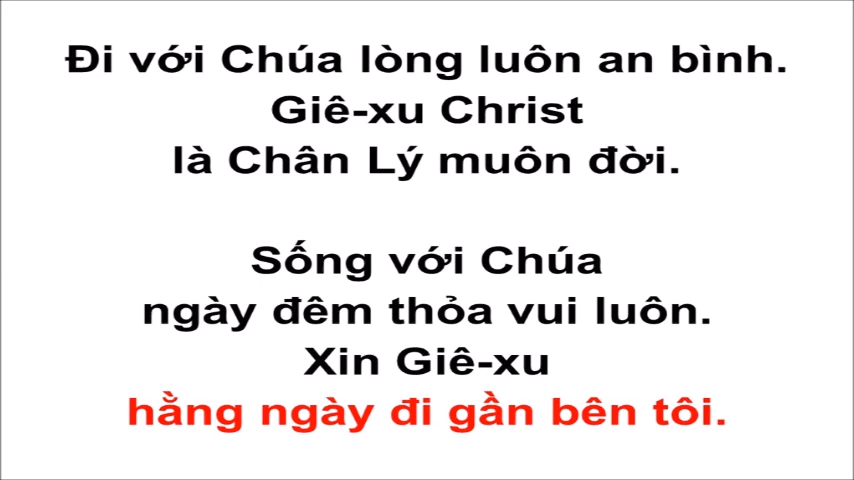 Đi với Chúa lòng luôn an bình.
Giê-xu Christ
là Chân Lý muôn đời.
Sống với Chúa
ngày đêm thỏa vui luôn.
Xin Giê-xu
hằng ngày đi gần bên tôi.